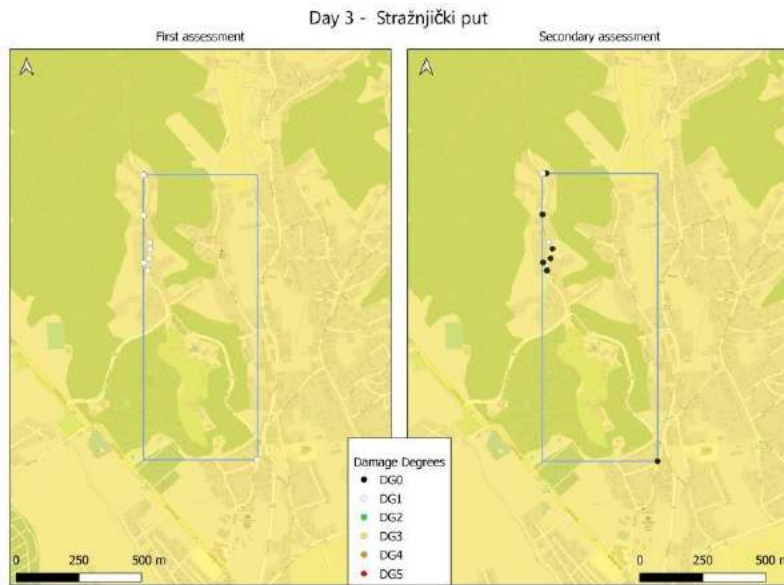 Day 3 - Stražnjički put
First assessment
Secondary assessment
Damage Degrees
DG0
DG1
DG2
DG3
DG4
DG5
0 250 500 m
0 250 500 m